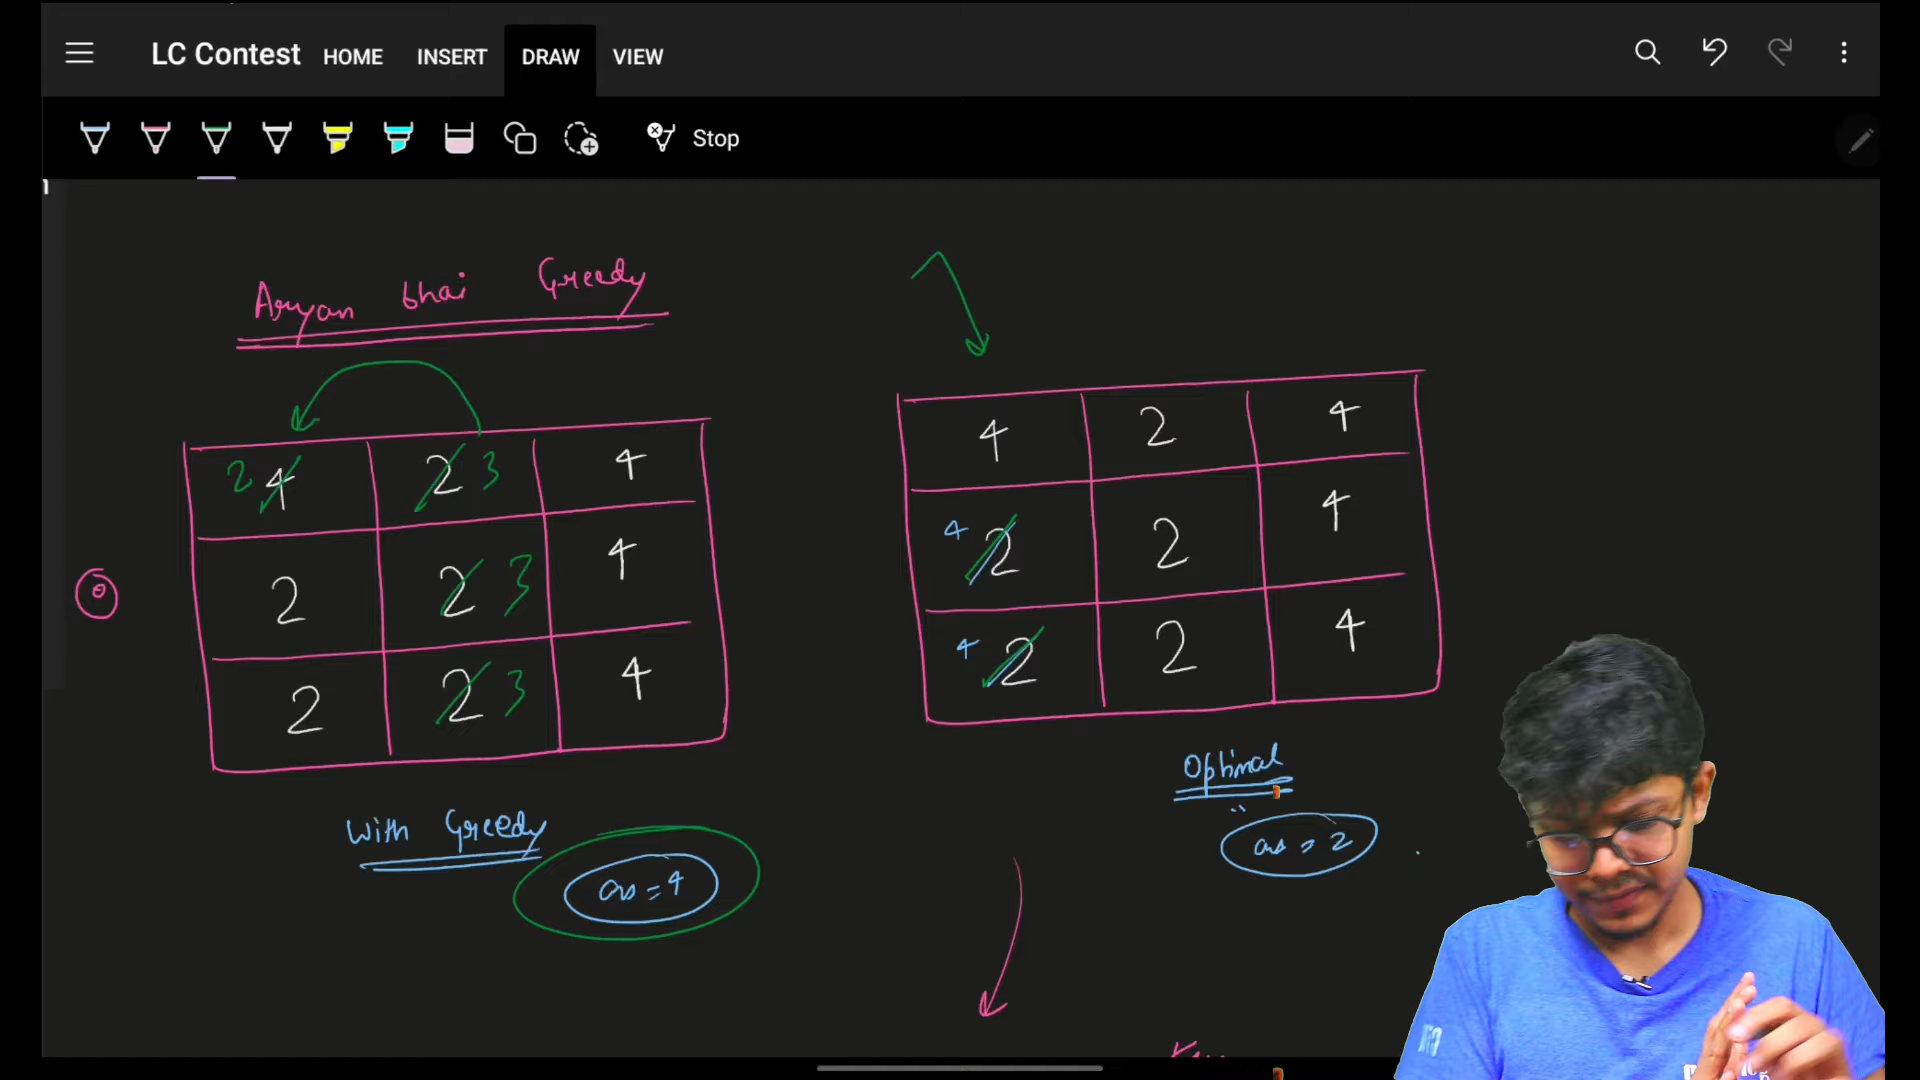 LC Contest HOME INSERT DRAW VIEW
Stop
Aryan bhai Greedy
2 4 2 3 4
2 2 3 4
2 2 3 4
With Greedy
ans = 4
4 2 4
4 2 2 4
4 2 2 4
Optimal
ans = 2